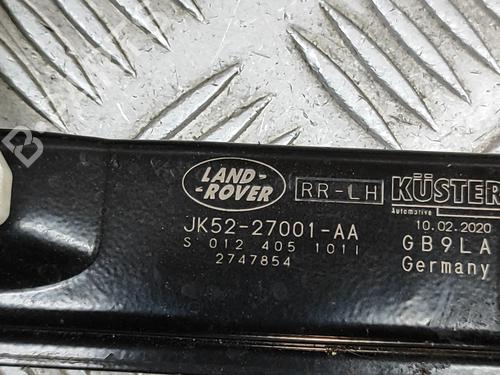 LAND-
-ROVER
RR-LH
KÜSTER
Automotive
JK52-27001-AA
10.02.2020
S 012 405 1011
GB9LA
2747854
Germany